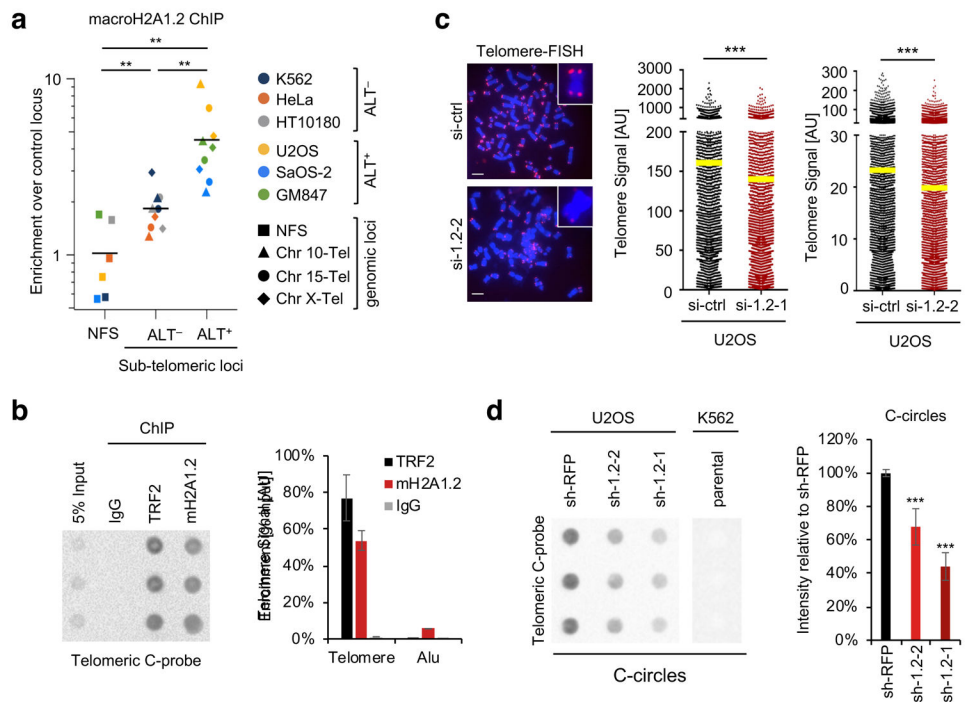 a
macroH2A1.2 ChIP
**
** **
Enrichment over control locus
10
1
NFS ALT– ALT+
Sub-telomeric loci
K562
HeLa
HT10180
ALT–
U2OS
SaOS-2
GM847
ALT+
NFS
Chr 10-Tel
Chr 15-Tel
Chr X-Tel
genomic loci
c
Telomere-FISH
si-ctrl
si-1.2-2
***
Telomere Signal [AU]
3000
2000
1000
200
150
100
50
0
si-ctrl si-1.2-1
U2OS
***
Telomere Signal [AU]
3230
2230
1230
230
30
20
10
0
si-ctrl si-1.2-2
U2OS
b
ChIP
5% Input
IgG
TRF2
mH2A1.2
Telomeric C-probe
100%
80%
60%
40%
20%
0%
TRF2
mH2A1.2
IgG
Telomere Alu
d
U2OS K562
sh-RFP
sh-1.2-2
sh-1.2-1
parental
Telomeric C-probe
C-circles
C-circles
Intensity relative to sh-RFP
120%
100%
80%
60%
40%
20%
0%
***
***
sh-RFP
sh-1.2-2
sh-1.2-1